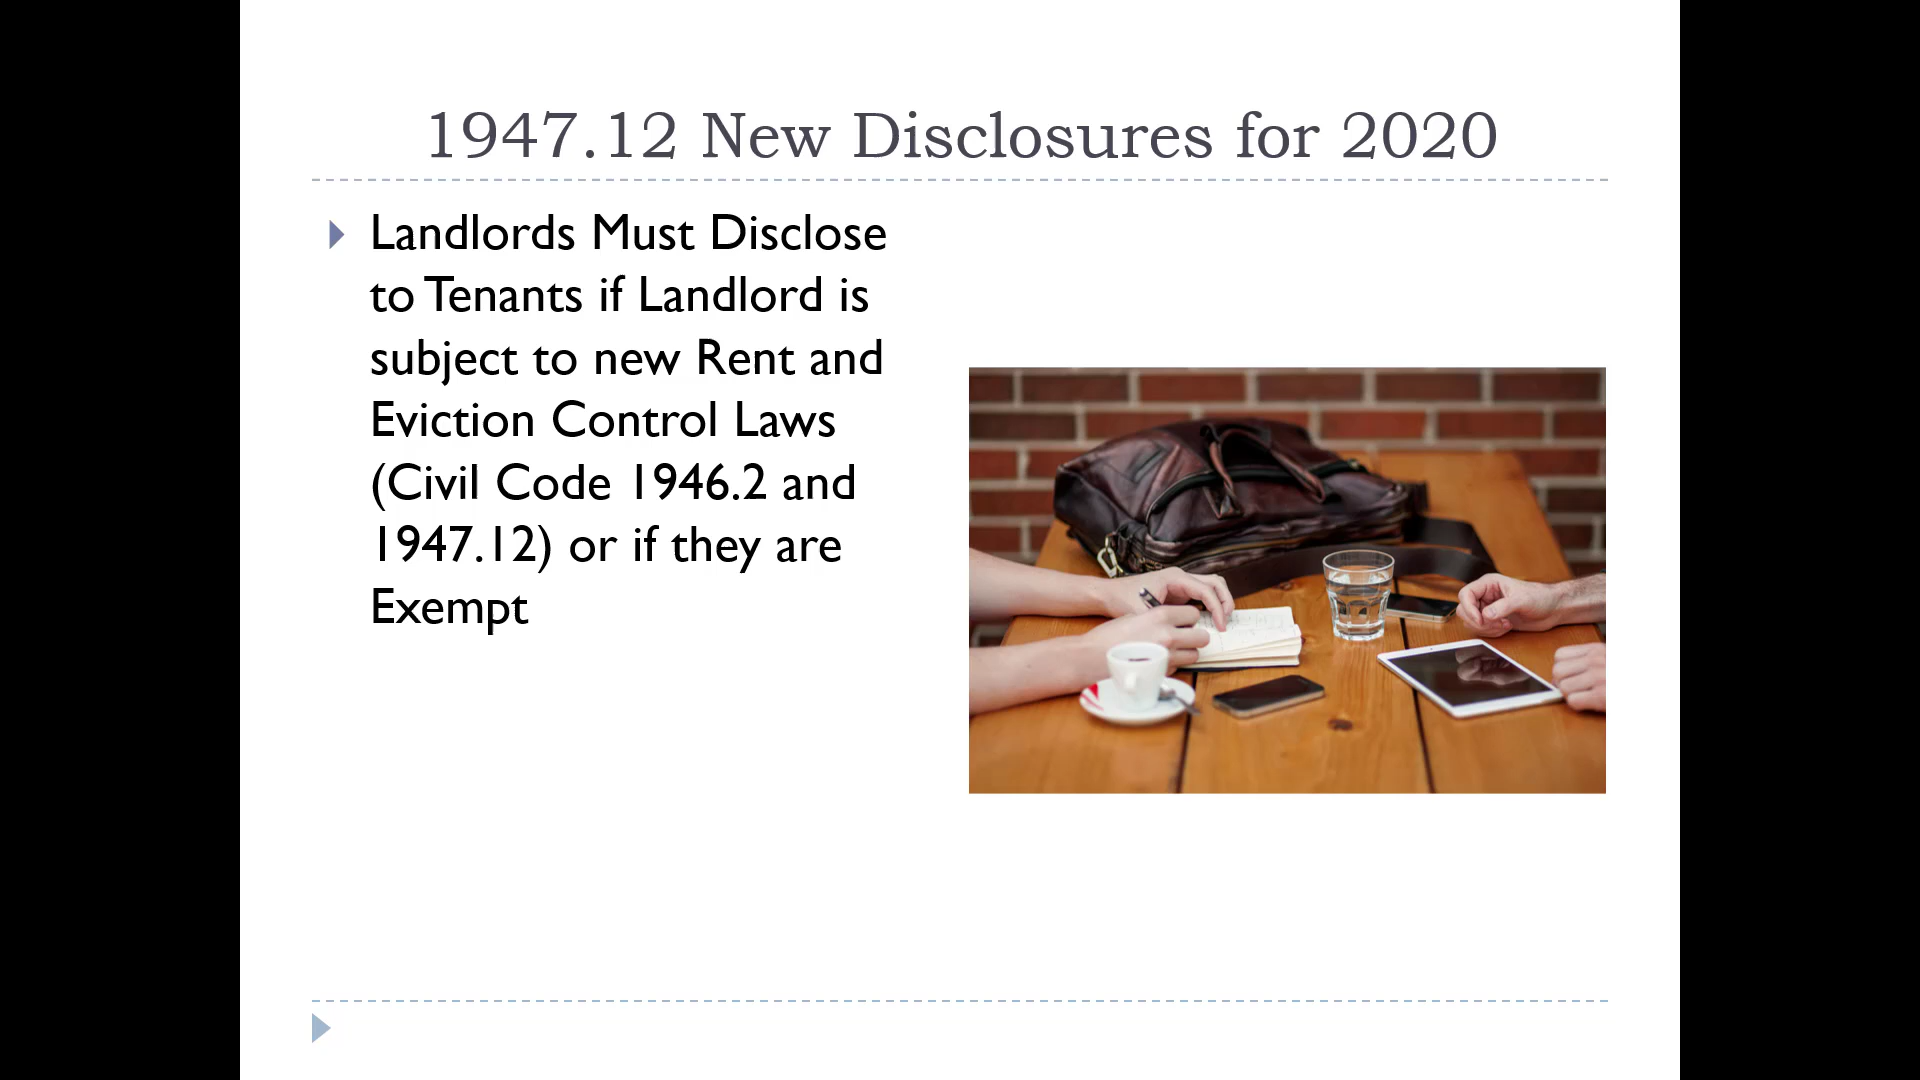 1947.12 New Disclosures for 2020
Landlords Must Disclose
to Tenants if Landlord is
subject to new Rent and
Eviction Control Laws
(Civil Code 1946.2 and
1947.12) or if they are
Exempt